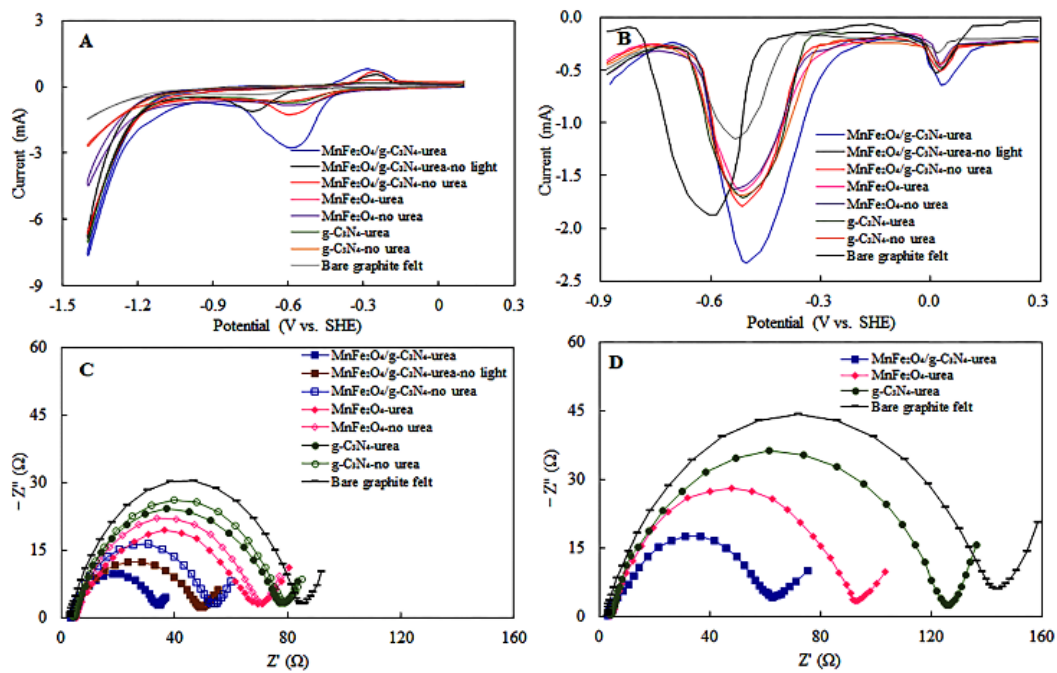 A
Current (mA)
3
0
-3
-6
-9
-1.5
-1.2
-0.9
-0.6
-0.3
0
0.3
Potential (V vs. SHE)
MnFe₂O₄/g-C₃N₄-urea
MnFe₂O₄/g-C₃N₄-urea-no light
MnFe₂O₄/g-C₃N₄-no urea
MnFe₂O₄-urea
MnFe₂O₄-no urea
g-C₃N₄-urea
g-C₃N₄-no urea
Bare graphite felt
B
Current (mA)
0.0
-0.5
-1.0
-1.5
-2.0
-2.5
-0.9
-0.6
-0.3
0.0
0.3
Potential (V vs. SHE)
MnFe₂O₄/g-C₃N₄-urea
MnFe₂O₄/g-C₃N₄-urea-no light
MnFe₂O₄/g-C₃N₄-no urea
MnFe₂O₄-urea
MnFe₂O₄-no urea
g-C₃N₄-urea
g-C₃N₄-no urea
Bare graphite felt
C
− Z'' (Ω)
60
45
30
15
0
0
40
80
120
160
Z' (Ω)
MnFe₂O₄/g-C₃N₄-urea
MnFe₂O₄/g-C₃N₄-urea-no light
MnFe₂O₄/g-C₃N₄-no urea
MnFe₂O₄-urea
MnFe₂O₄-no urea
g-C₃N₄-urea
g-C₃N₄-no urea
Bare graphite felt
D
− Z'' (Ω)
60
45
30
15
0
0
40
80
120
160
Z' (Ω)
MnFe₂O₄/g-C₃N₄-urea
MnFe₂O₄-urea
g-C₃N₄-urea
Bare graphite felt